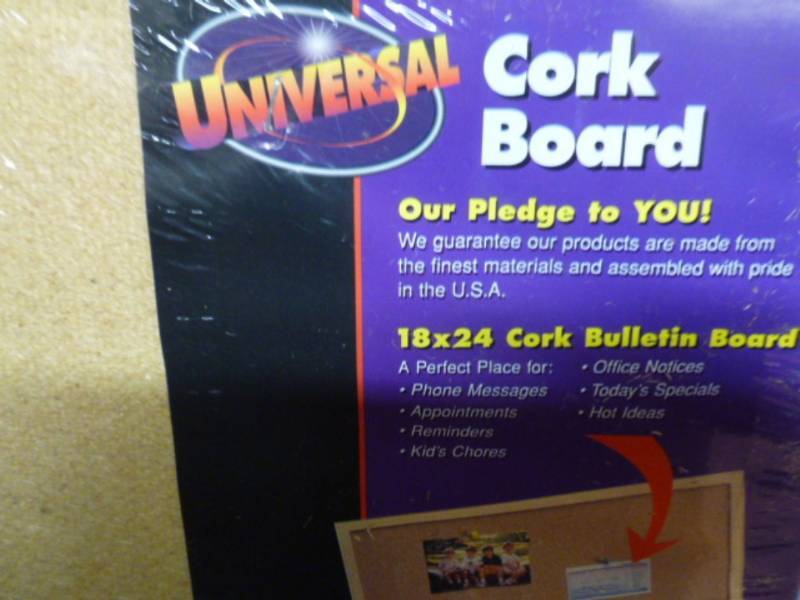 UNIVERSAL
Cork
Board
Our Pledge to YOU!
We guarantee our products are made from
the finest materials and assembled with pride
in the U.S.A.
18x24 Cork Bulletin Board
A Perfect Place for:
• Phone Messages
• Appointments
• Reminders
• Kid's Chores
• Office Notices
• Today's Specials
• Hot Ideas